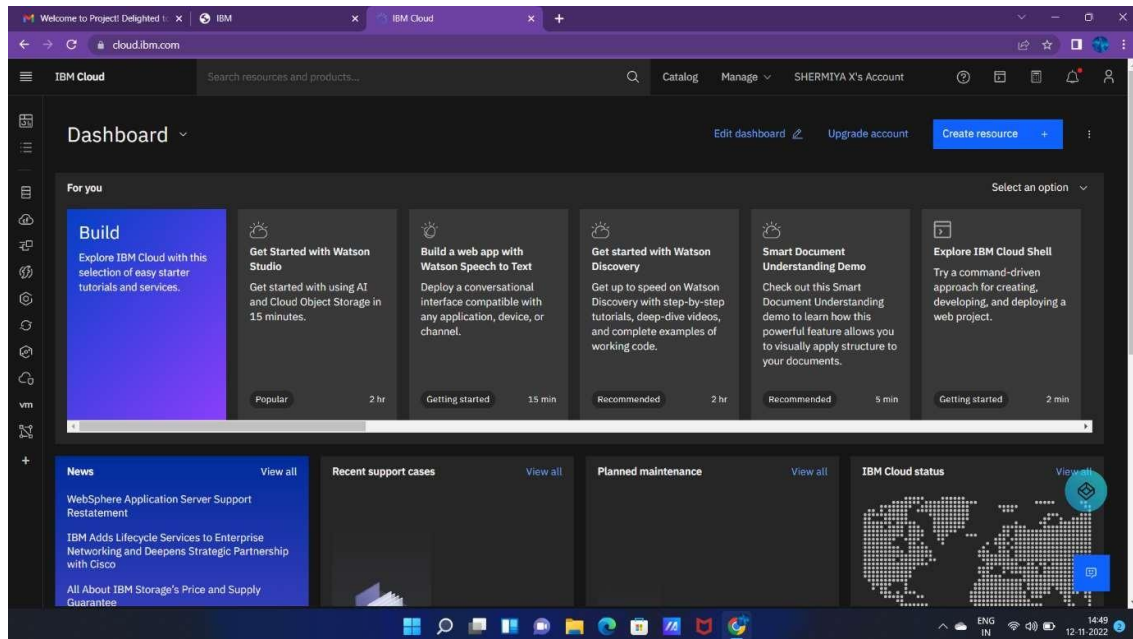 Welcome to Project! Delighted to
IBM
IBM Cloud
cloud.ibm.com
IBM Cloud
Search resources and products...
Catalog
Manage
SHERMIYA X's Account
Dashboard
Edit dashboard
Upgrade account
Create resource +
For you
Select an option
Build
Explore IBM Cloud with this
selection of easy starter
tutorials and services.
Get Started with Watson
Studio
Get started with using AI
and Cloud Object Storage in
15 minutes.
Popular
2 hr
Build a web app with
Watson Speech to Text
Deploy a conversational
interface compatible with
any application, device, or
channel.
Getting started
15 min
Get started with Watson
Discovery
Get up to speed on Watson
Discovery with step-by-step
tutorials, deep-dive videos,
and complete examples of
working code.
Recommended
2 hr
Smart Document
Understanding Demo
Check out this Smart
Document Understanding
demo to learn how this
powerful feature allows you
to visually apply structure to
your documents.
Recommended
5 min
Explore IBM Cloud Shell
Try a command-driven
approach for creating,
developing, and deploying a
web project.
Getting started
2 min
vm
News
View all
WebSphere Application Server Support
Restatement
IBM Adds Lifecycle Services to Enterprise
Networking and Deepens Strategic Partnership
with Cisco
All About IBM Storage's Price and Supply
Guarantee
Recent support cases
View all
Planned maintenance
View all
IBM Cloud status
View all
ENG
IN
14:49
12-11-2022
2